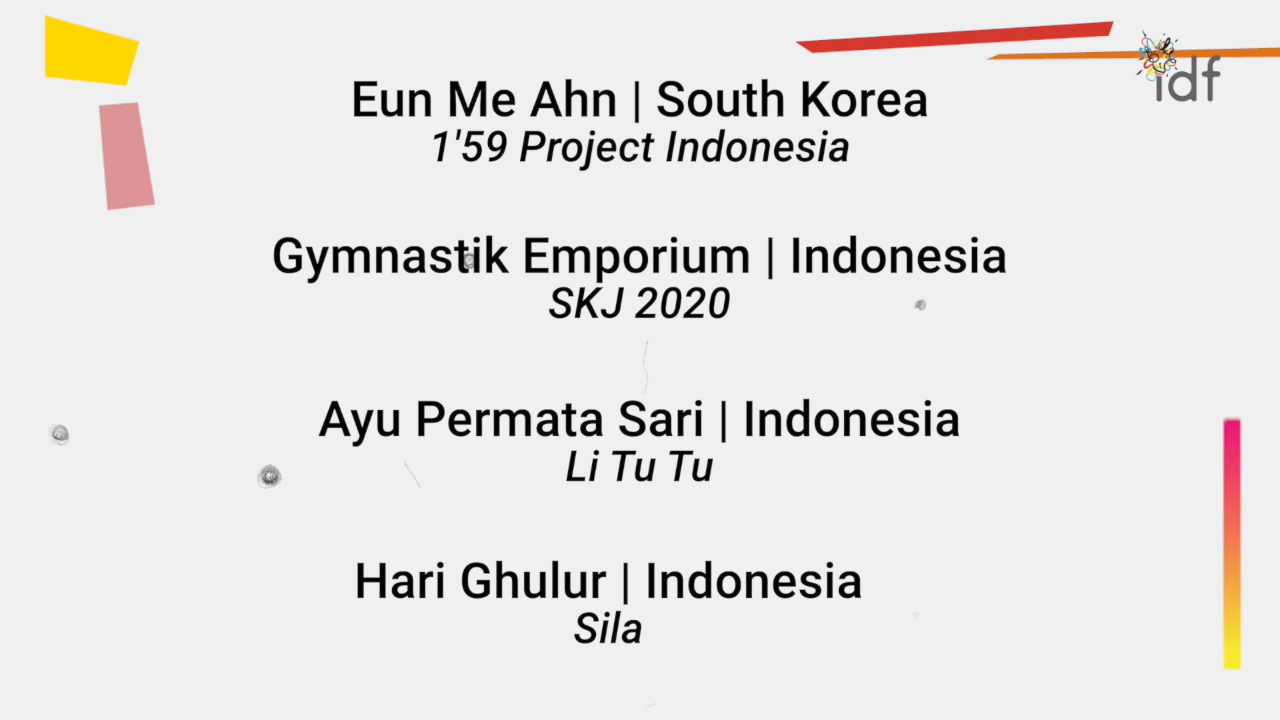 idf
Eun Me Ahn | South Korea
1'59 Project Indonesia
Gymnastik Emporium | Indonesia
SKJ 2020
Ayu Permata Sari | Indonesia
Li Tu Tu
Hari Ghulur | Indonesia
Sila